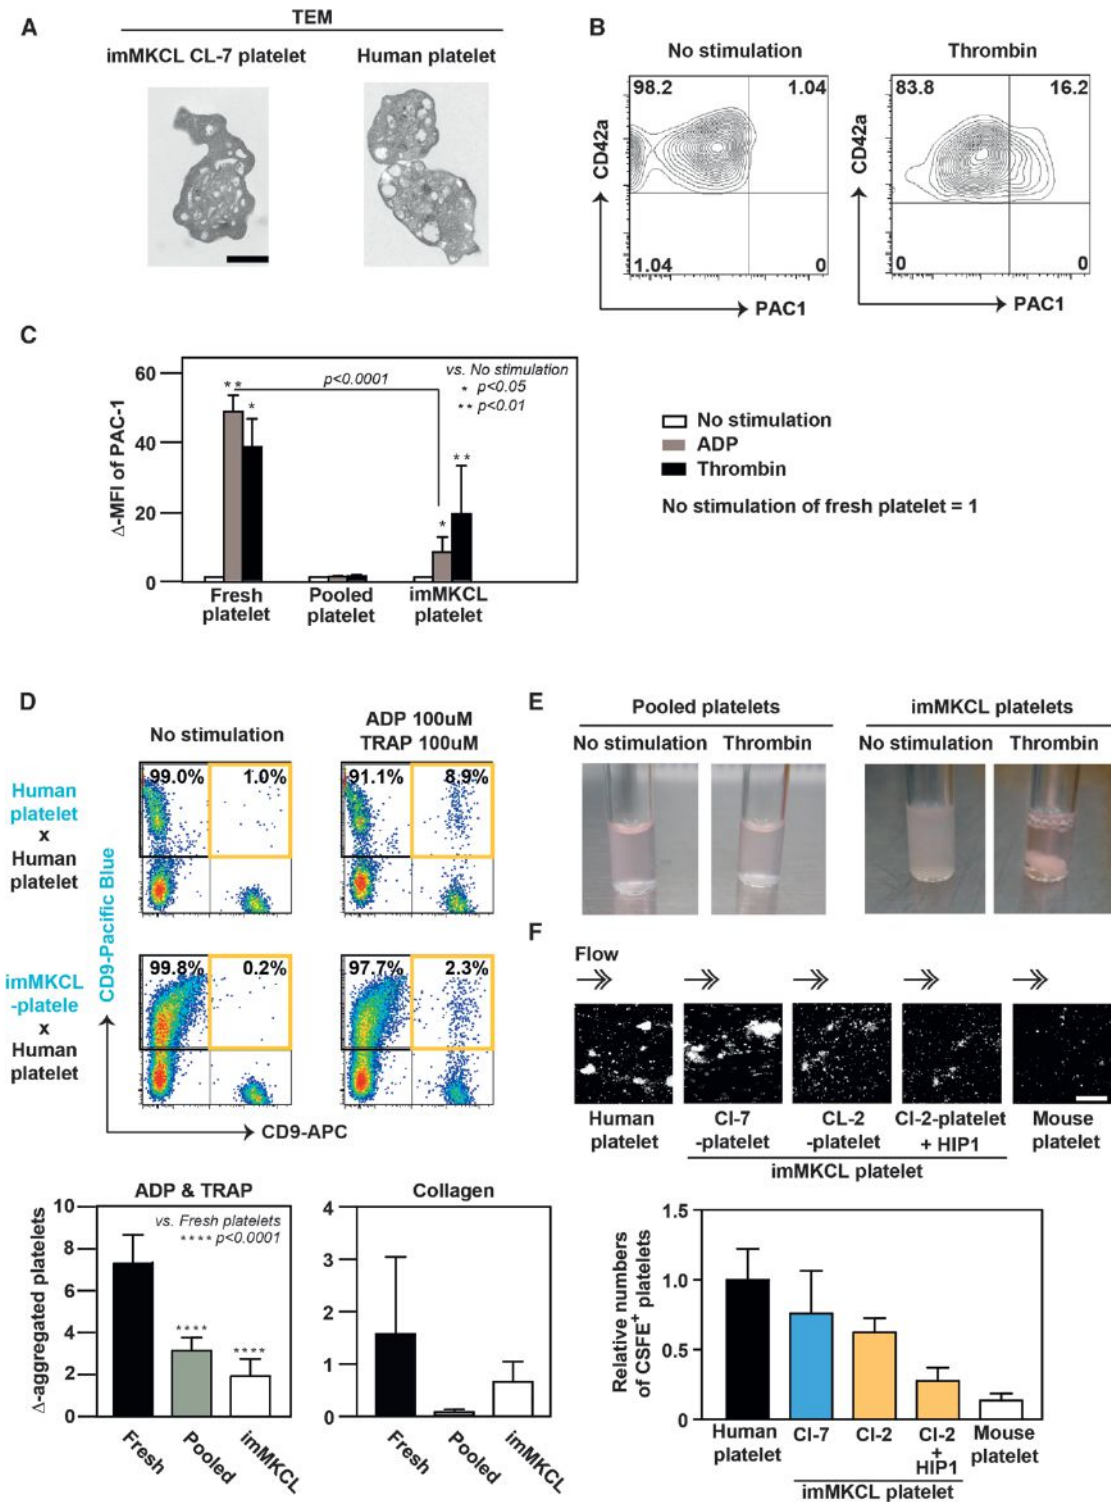 A
TEM
imMKCL CL-7 platelet
Human platelet
B
No stimulation
Thrombin
98.2
1.04
1.04
0
CD42a
PAC1
83.8
16.2
0
0
CD42a
PAC1
C
Δ-MFI of PAC-1
60
40
20
0
p<0.0001
vs. No stimulation
* p<0.05
** p<0.01
** 
*
*
**
Fresh platelet
Pooled platelet
imMKCL platelet
No stimulation
ADP
Thrombin
No stimulation of fresh platelet = 1
D
No stimulation
ADP 100uM
TRAP 100uM
Human
platelet
x
Human
platelet
99.0%
1.0%
91.1%
8.9%
imMKCL
-platele
x
Human
platelet
99.8%
0.2%
97.7%
2.3%
CD9-Pacific Blue
CD9-APC
ADP & TRAP
Δ-aggregated platelets
10
8
6
4
2
0
vs. Fresh platelets
**** p<0.0001
****
****
Fresh
Pooled
imMKCL
Collagen
4
3
2
1
0
Fresh
Pooled
imMKCL
E
Pooled platelets
No stimulation
Thrombin
imMKCL platelets
No stimulation
Thrombin
F
Flow
Human
platelet
Cl-7
-platelet
CL-2
-platelet
Cl-2-platelet
+ HIP1
Mouse
platelet
imMKCL platelet
Relative numbers
of CSFE+ platelets
1.5
1.0
0.5
0
Human
platelet
Cl-7
Cl-2
Cl-2
+
HIP1
Mouse
platelet
imMKCL platelet